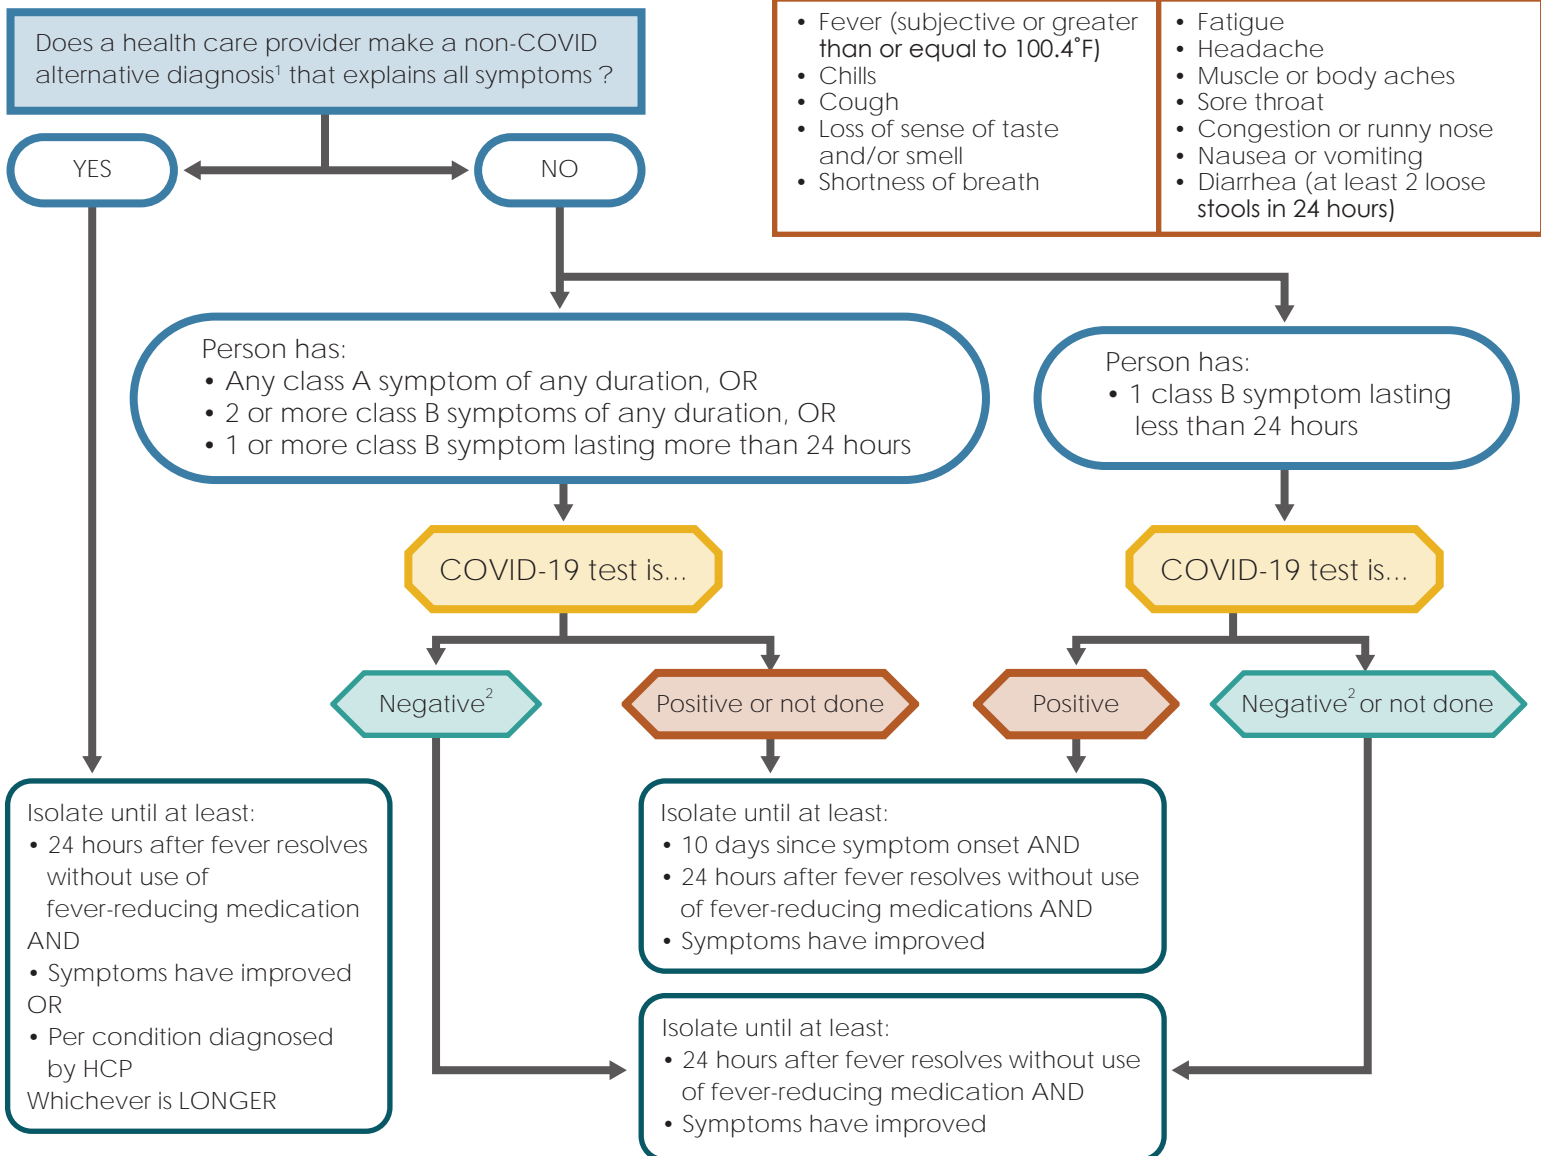 Does a health care provider make a non-COVID
alternative diagnosis¹ that explains all symptoms ?
• Fever (subjective or greater
than or equal to 100.4˚F)
• Chills
• Cough
• Loss of sense of taste
and/or smell
• Shortness of breath
• Fatigue
• Headache
• Muscle or body aches
• Sore throat
• Congestion or runny nose
• Nausea or vomiting
• Diarrhea (at least 2 loose
stools in 24 hours)
YES
NO
Person has:
• Any class A symptom of any duration, OR
• 2 or more class B symptoms of any duration, OR
• 1 or more class B symptom lasting more than 24 hours
Person has:
• 1 class B symptom lasting
less than 24 hours
COVID-19 test is...
COVID-19 test is...
Negative²
Positive or not done
Positive
Negative² or not done
Isolate until at least:
• 24 hours after fever resolves
without use of
fever-reducing medication
AND
• Symptoms have improved
OR
• Per condition diagnosed
by HCP
Whichever is LONGER
Isolate until at least:
• 10 days since symptom onset AND
• 24 hours after fever resolves without use
of fever-reducing medications AND
• Symptoms have improved
Isolate until at least:
• 24 hours after fever resolves without use
of fever-reducing medication AND
• Symptoms have improved